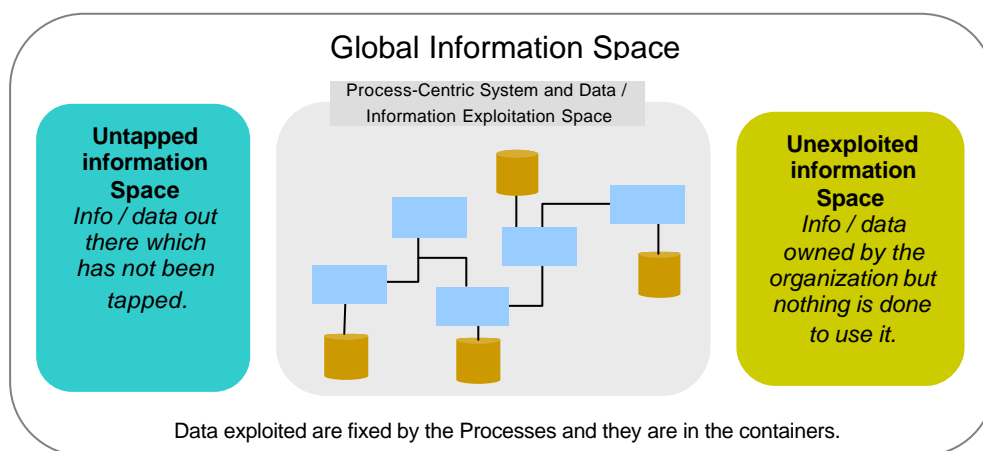 Global Information Space
Process-Centric System and Data /
Information Exploitation Space
Untapped
information
Space
Info / data out
there which
has not been
tapped.
Unexploited
information
Space
Info / data
owned by the
organization but
nothing is done
to use it.
Data exploited are fixed by the Processes and they are in the containers.